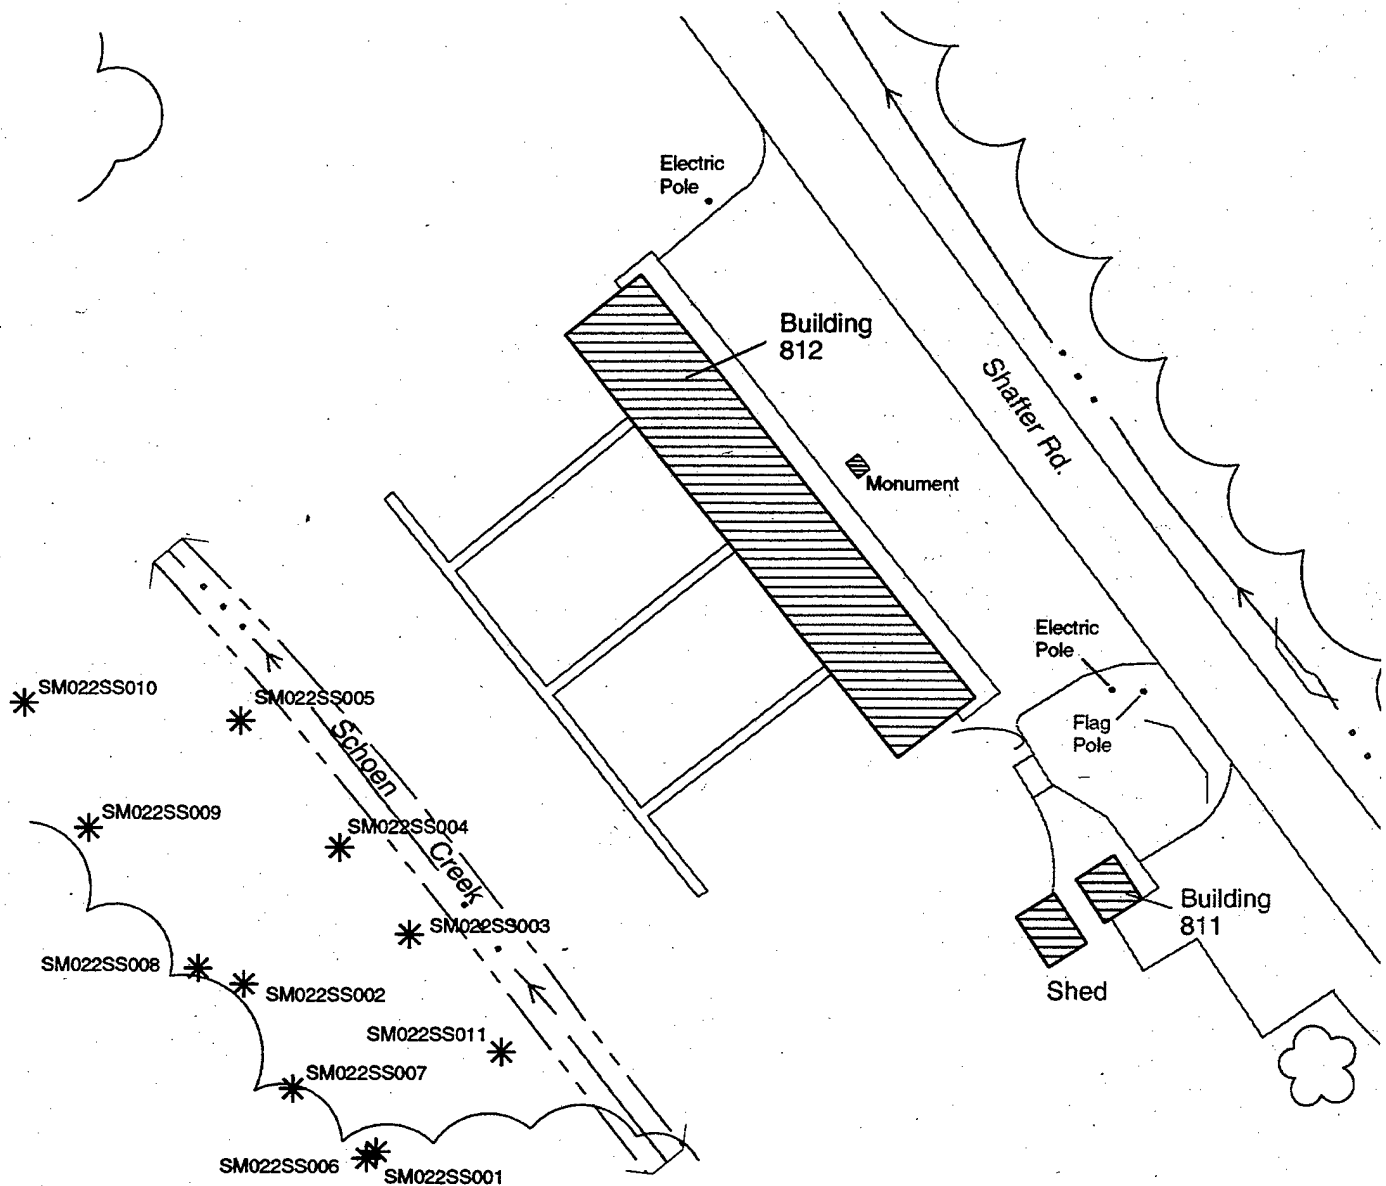 Electric
Pole
Building
812
Shafter Rd.
Monument
Electric
Pole
SM022SS010
SM022SS005
Flag
Pole
Schoen
SM022SS009
SM022SS004
Creek
Building
811
SM022SS003
SM022SS008
SM022SS002
Shed
SM022SS011
SM022SS007
SM022SS006
SM022SS001